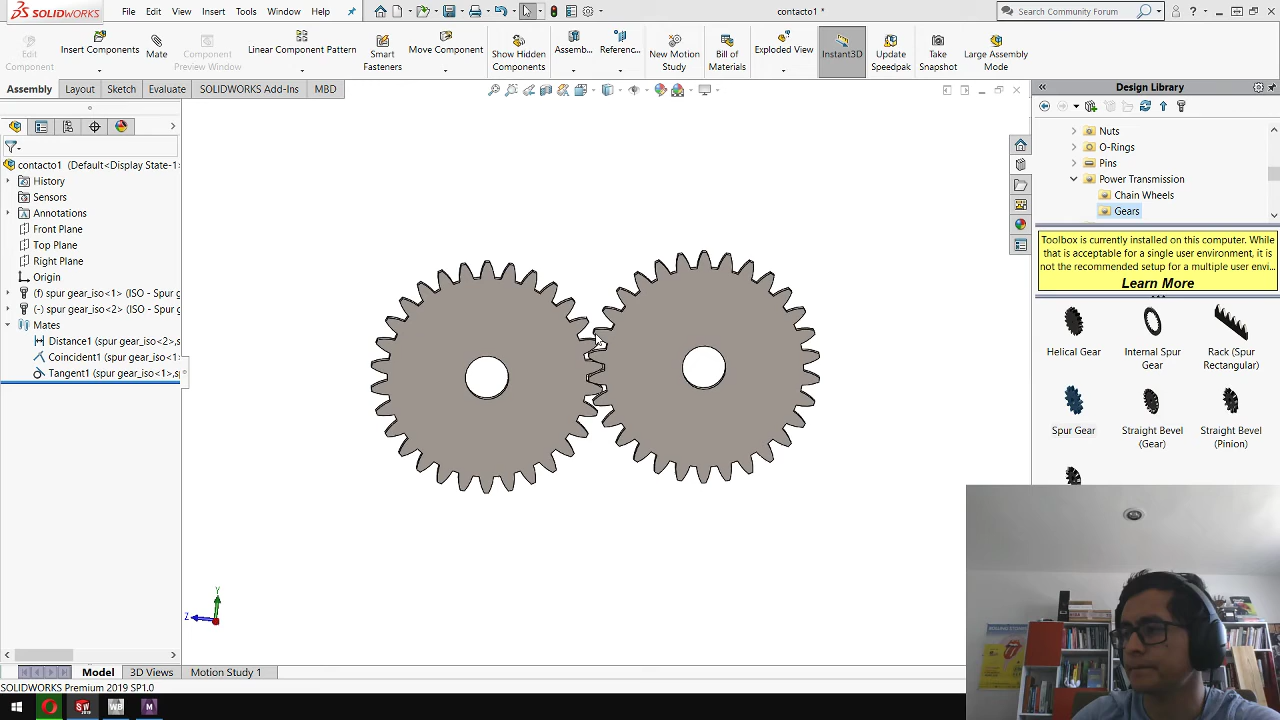 SOLIDWORKS File Edit View Insert Tools Window Help contacto1 * Search Community Forum
Edit Component
Insert Components
Mate
Component Preview Window
Linear Component Pattern
Smart Fasteners
Move Component
Show Hidden Components
Assemb...
Referenc...
New Motion Study
Bill of Materials
Exploded View
Instant3D
Update Speedpak
Take Snapshot
Large Assembly Mode
Assembly Layout Sketch Evaluate SOLIDWORKS Add-Ins MBD
contacto1 (Default<Display State-1>
History
Sensors
Annotations
Front Plane
Top Plane
Right Plane
Origin
(f) spur gear_iso<1> (ISO - Spur g
(-) spur gear_iso<2> (ISO - Spur g
Mates
Distance1 (spur gear_iso<2>,s
Coincident1 (spur gear_iso<1
Tangent1 (spur gear_iso<1>,s
Y
Z
Design Library
Nuts
O-Rings
Pins
Power Transmission
Chain Wheels
Gears
Toolbox is currently installed on this computer. While
that is acceptable for a single user environment, it is
not the recommended setup for a multiple user envi...
Learn More
Helical Gear
Internal Spur Gear
Rack (Spur Rectangular)
Spur Gear
Straight Bevel (Gear)
Straight Bevel (Pinion)
Model 3D Views Motion Study 1
SOLIDWORKS Premium 2019 SP1.0